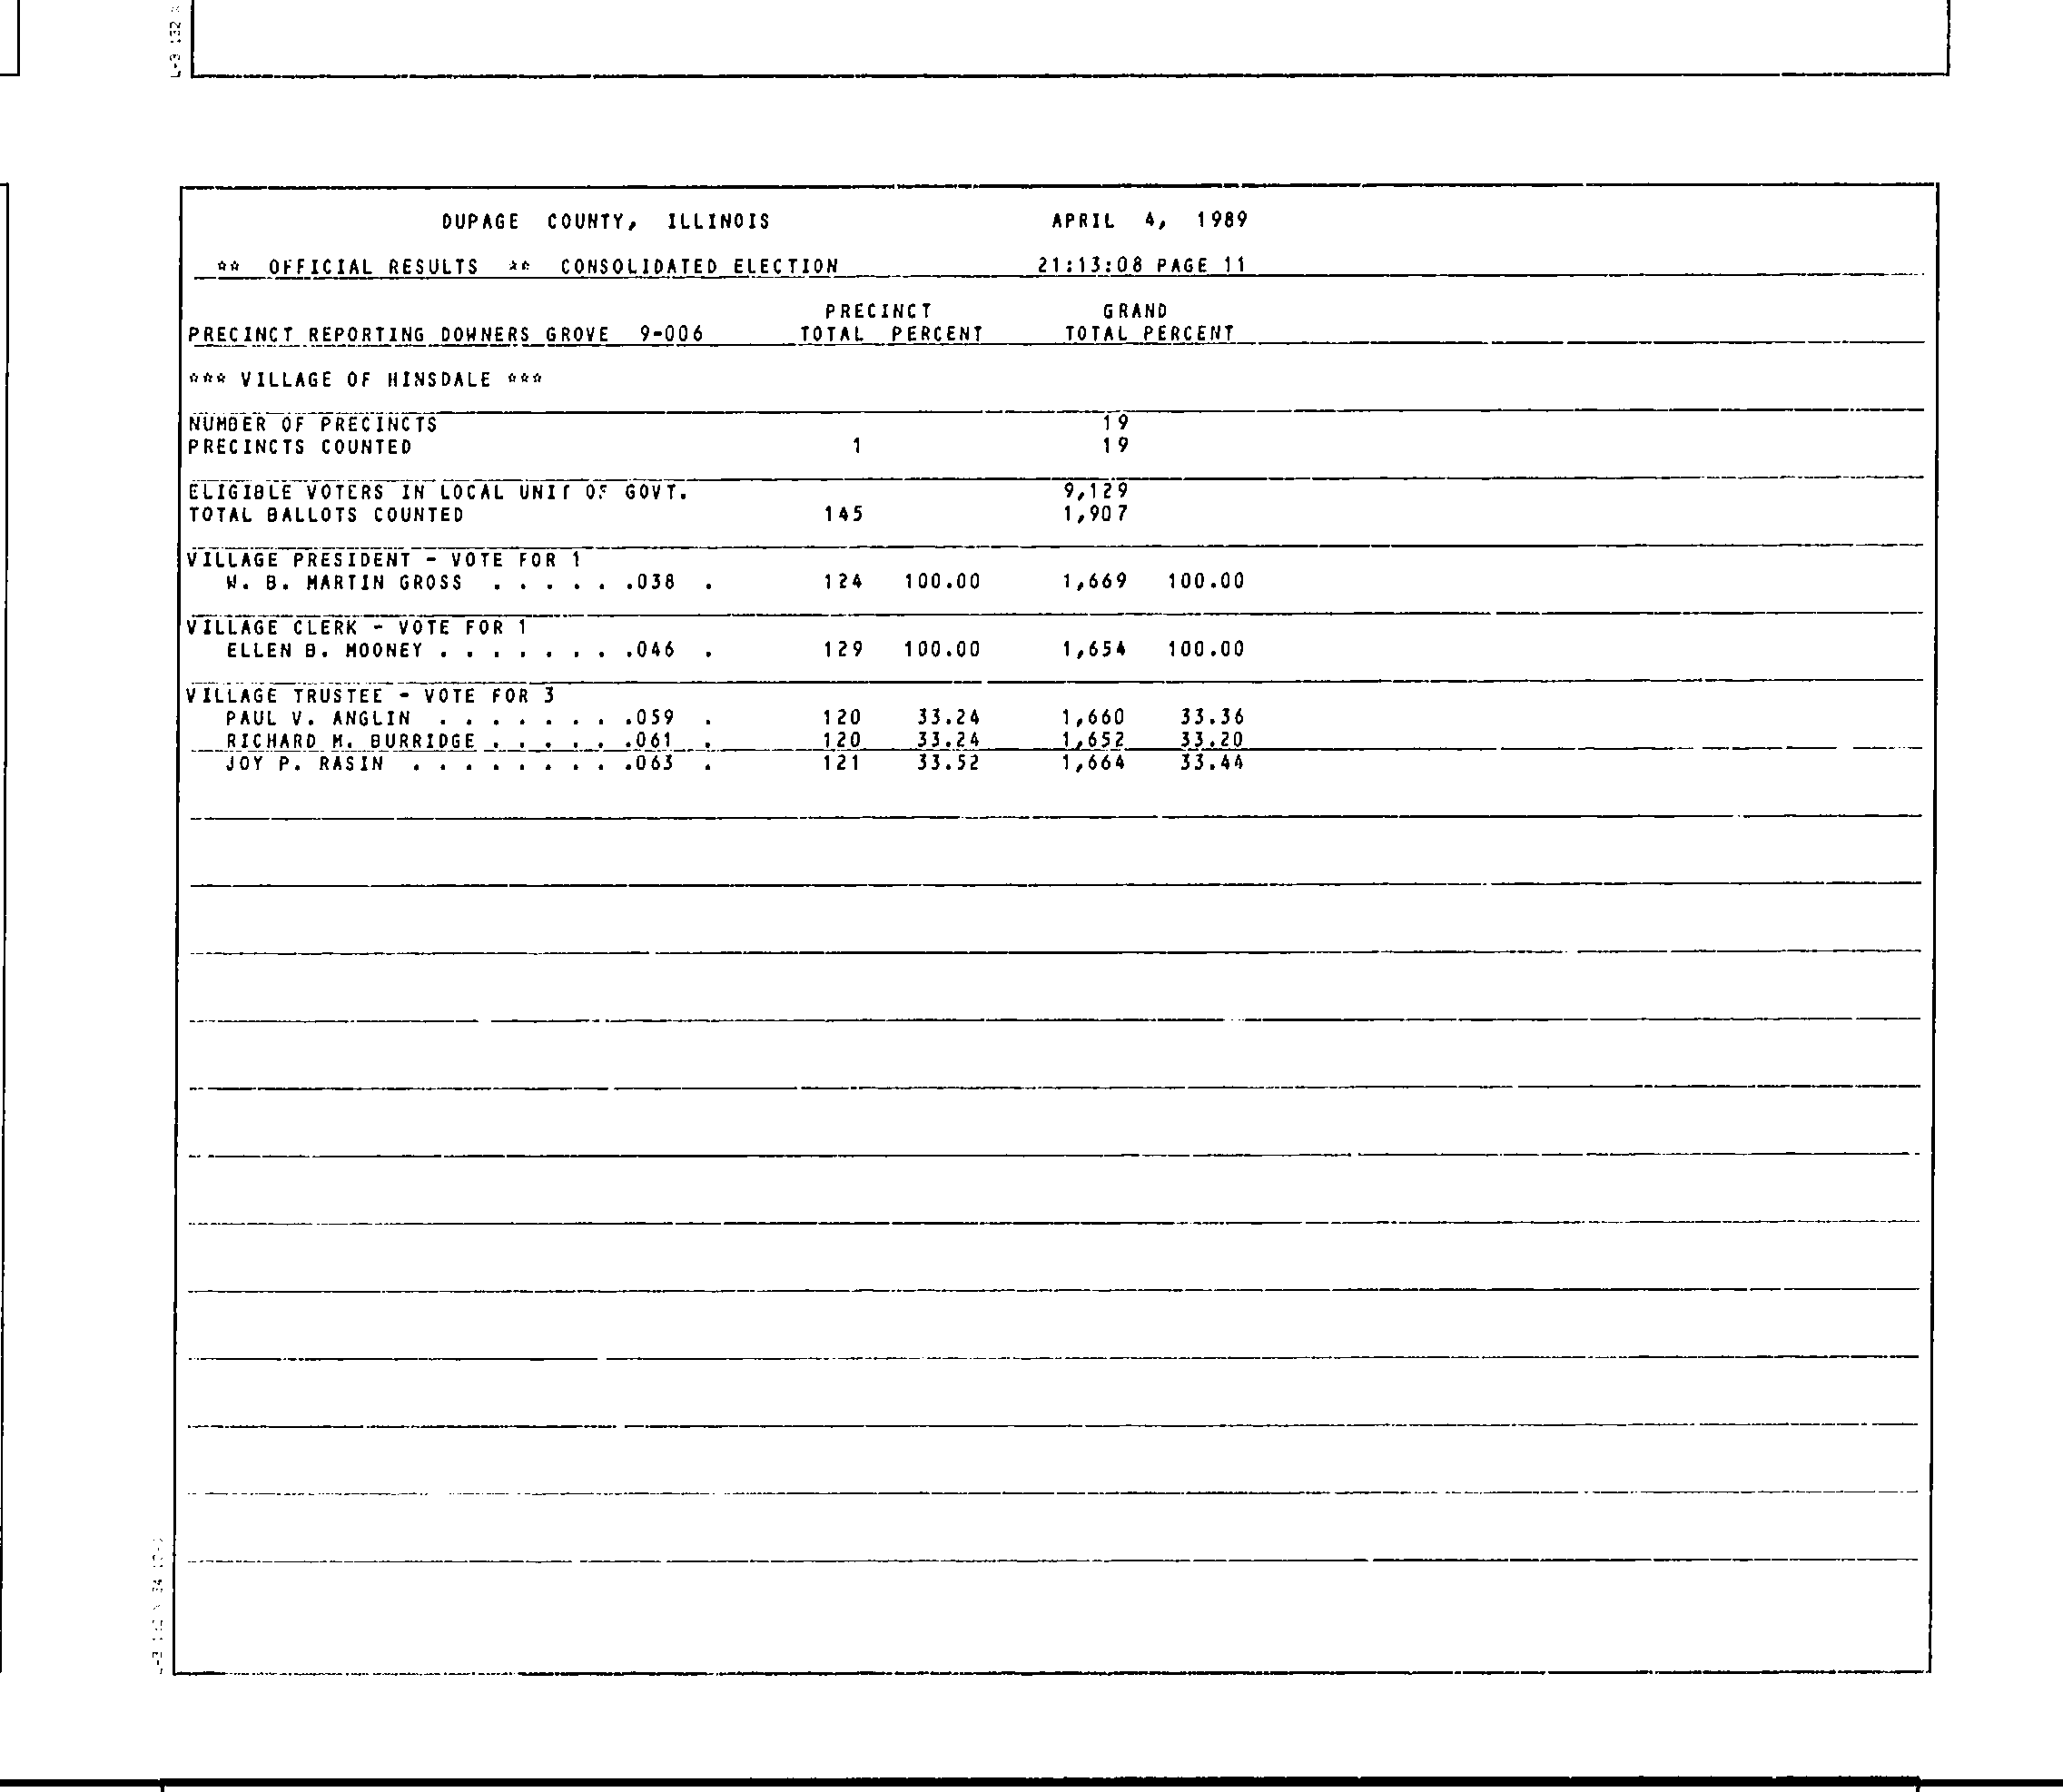 L-3 132
DUPAGE COUNTY, ILLINOIS APRIL 4, 1989
** OFFICIAL RESULTS ** CONSOLIDATED ELECTION 21:13:08 PAGE 11
PRECINCT GRAND
PRECINCT REPORTING DOWNERS GROVE 9-006 TOTAL PERCENT TOTAL PERCENT
*** VILLAGE OF HINSDALE ***
NUMBER OF PRECINCTS 19
PRECINCTS COUNTED 1 19
ELIGIBLE VOTERS IN LOCAL UNIT OF GOVT. 9,129
TOTAL BALLOTS COUNTED 145 1,907
VILLAGE PRESIDENT - VOTE FOR 1
W. B. MARTIN GROSS . . . . . .038 . 124 100.00 1,669 100.00
VILLAGE CLERK - VOTE FOR 1
ELLEN B. MOONEY . . . . . . . .046 . 129 100.00 1,654 100.00
VILLAGE TRUSTEE - VOTE FOR 3
PAUL V. ANGLIN . . . . . . . .059 . 120 33.24 1,660 33.36
RICHARD M. BURRIDGE . . . . . .061 . 120 33.24 1,652 33.20
JOY P. RASIN . . . . . . . . .063 . 121 33.52 1,664 33.44